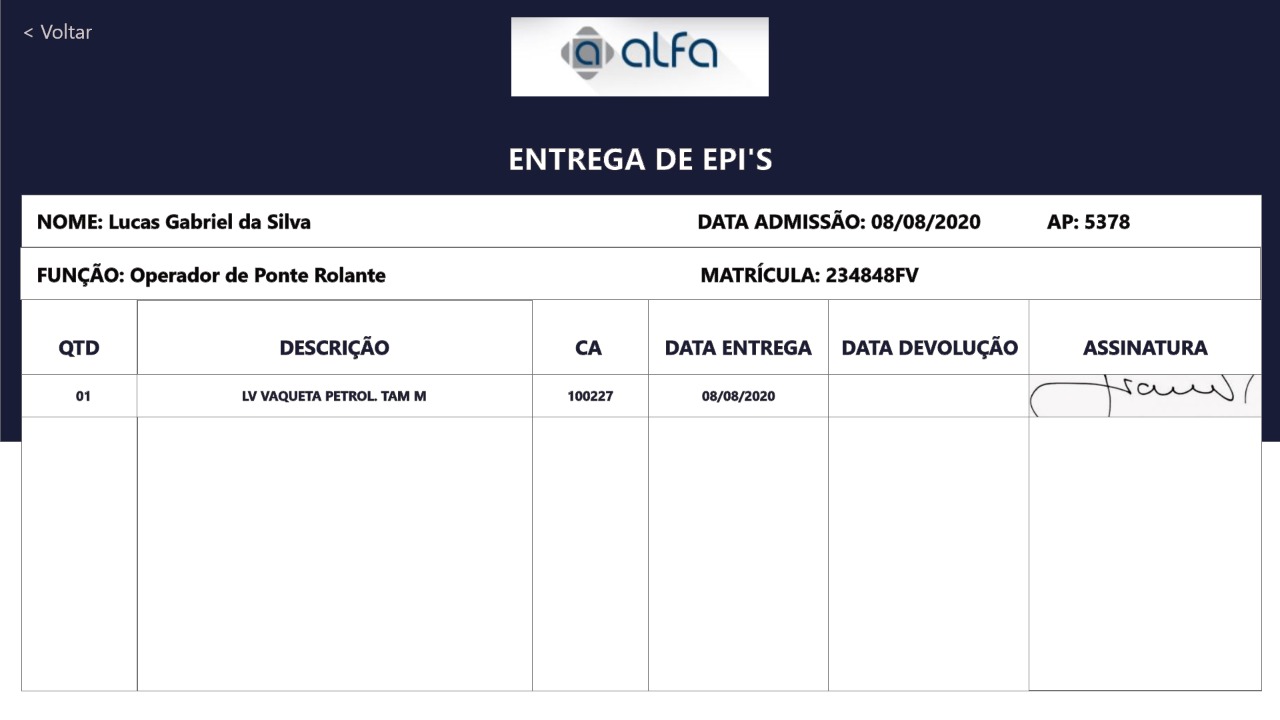 < Voltar
a alfa
ENTREGA DE EPI'S
NOME: Lucas Gabriel da Silva DATA ADMISSÃO: 08/08/2020 AP: 5378
FUNÇÃO: Operador de Ponte Rolante MATRÍCULA: 234848FV
QTD DESCRIÇÃO CA DATA ENTREGA DATA DEVOLUÇÃO ASSINATURA
01 LV VAQUETA PETROL. TAM M 100227 08/08/2020